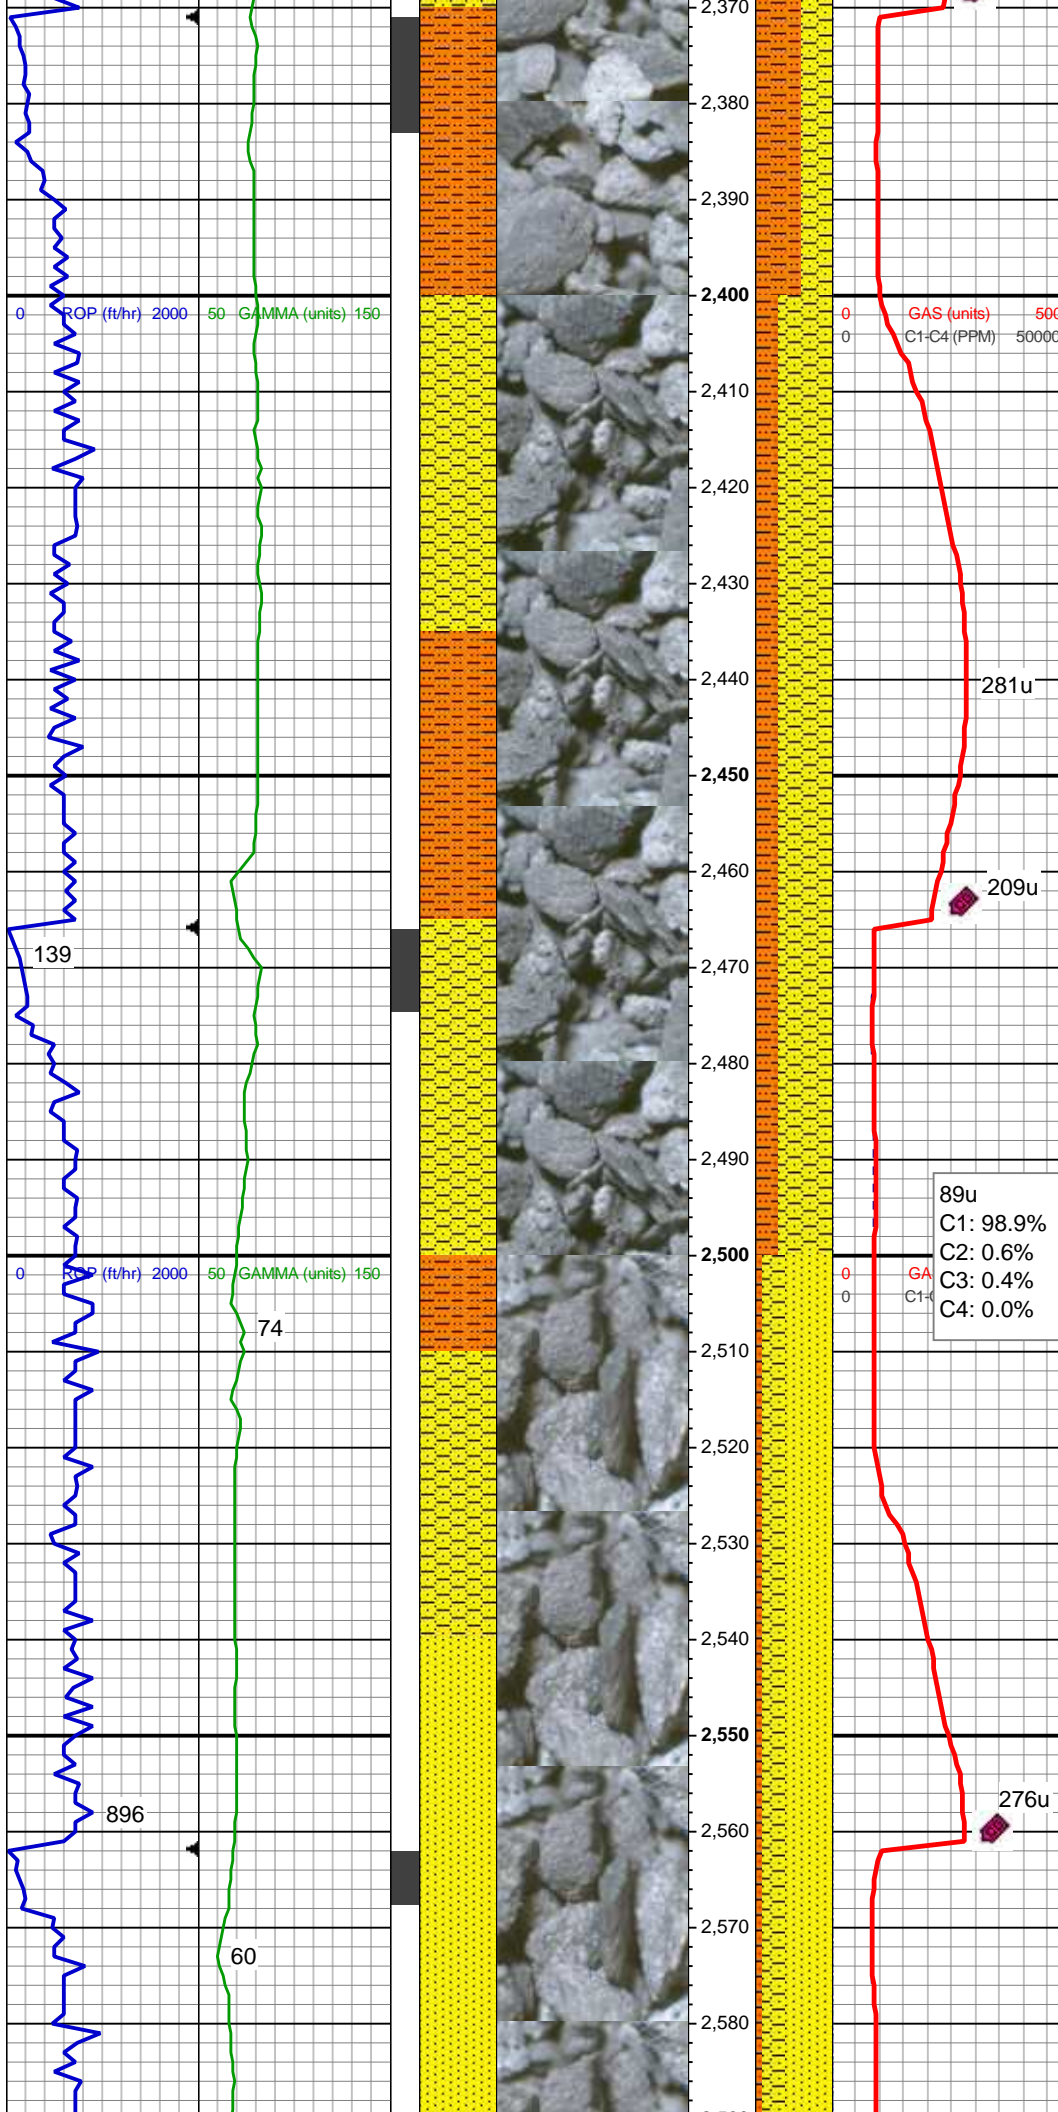 2,370
2,380
2,390
2,400
0 ROP (ft/hr) 2000 50 GAMMA (units) 150
0 GAS (units) 500
0 C1-C4 (PPM) 50000
2,410
2,420
2,430
2,440
281u
2,450
2,460
209u
139
2,470
2,480
2,490
89u
C1: 98.9%
C2: 0.6%
C3: 0.4%
C4: 0.0%
2,500
0 ROP (ft/hr) 2000 50 GAMMA (units) 150
0 GA
0 C1-
74
2,510
2,520
2,530
2,540
2,550
276u
896
2,560
2,570
60
2,580